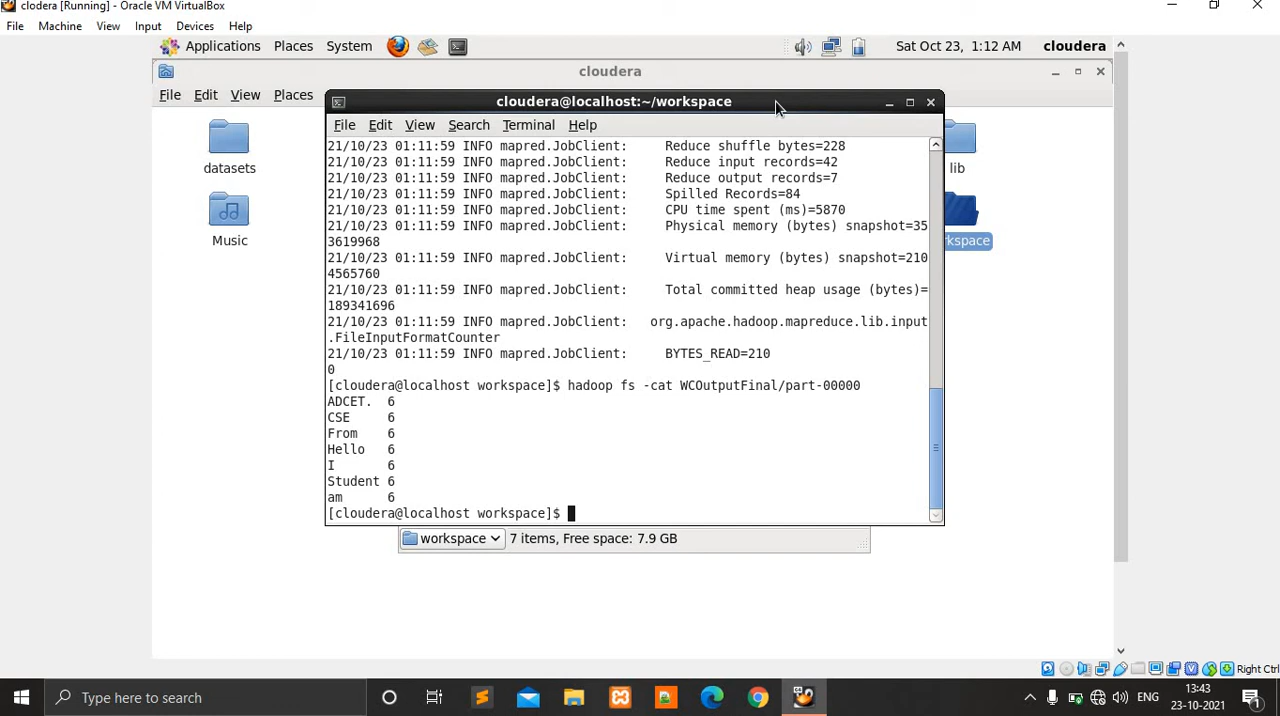 clodera [Running] - Oracle VM VirtualBox
File Machine View Input Devices Help
Applications Places System Sat Oct 23, 1:12 AM cloudera
cloudera
File Edit View Places
cloudera@localhost:~/workspace
File Edit View Search Terminal Help
21/10/23 01:11:59 INFO mapred.JobClient:     Reduce shuffle bytes=228
21/10/23 01:11:59 INFO mapred.JobClient:     Reduce input records=42
21/10/23 01:11:59 INFO mapred.JobClient:     Reduce output records=7
21/10/23 01:11:59 INFO mapred.JobClient:     Spilled Records=84
21/10/23 01:11:59 INFO mapred.JobClient:     CPU time spent (ms)=5870
21/10/23 01:11:59 INFO mapred.JobClient:     Physical memory (bytes) snapshot=35
3619968
21/10/23 01:11:59 INFO mapred.JobClient:     Virtual memory (bytes) snapshot=210
4565760
21/10/23 01:11:59 INFO mapred.JobClient:     Total committed heap usage (bytes)=
189341696
21/10/23 01:11:59 INFO mapred.JobClient:   org.apache.hadoop.mapreduce.lib.input
.FileInputFormatCounter
21/10/23 01:11:59 INFO mapred.JobClient:     BYTES_READ=210
0
[cloudera@localhost workspace]$ hadoop fs -cat WCOutputFinal/part-00000
ADCET.  6
CSE     6
From    6
Hello   6
I       6
Student 6
am      6
[cloudera@localhost workspace]$
datasets
Music
lib
kspace
workspace 7 items, Free space: 7.9 GB
Right Ctrl
Type here to search
ENG
13:43
23-10-2021
1